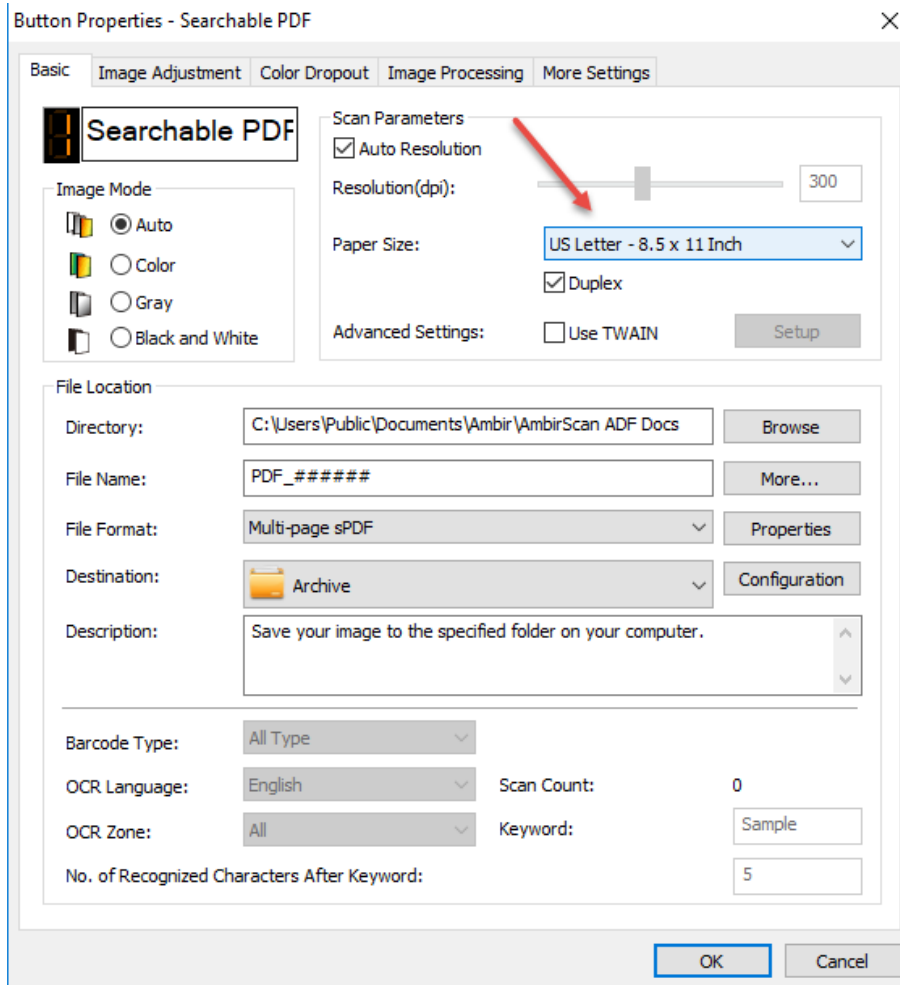 Button Properties - Searchable PDF
Basic
Image Adjustment
Color Dropout
Image Processing
More Settings
1
Searchable PDF
Scan Parameters
Auto Resolution
Resolution(dpi):
300
Image Mode
Auto
Color
Gray
Black and White
Paper Size:
US Letter - 8.5 x 11 Inch
Duplex
Advanced Settings:
Use TWAIN
Setup
File Location
Directory:
C:\Users\Public\Documents\Ambir\AmbirScan ADF Docs
Browse
File Name:
PDF_######
More...
File Format:
Multi-page sPDF
Properties
Destination:
Archive
Configuration
Description:
Save your image to the specified folder on your computer.
Barcode Type:
All Type
OCR Language:
English
Scan Count:
0
OCR Zone:
All
Keyword:
Sample
No. of Recognized Characters After Keyword:
5
OK
Cancel